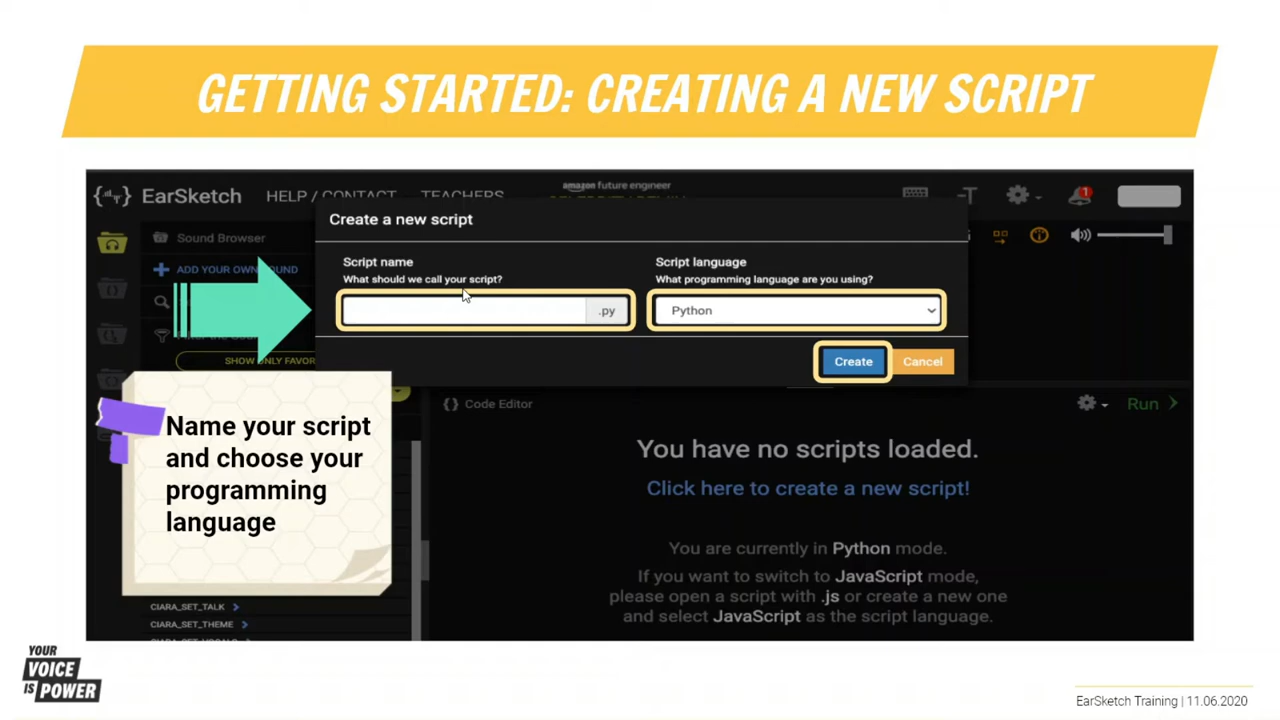 GETTING STARTED: CREATING A NEW SCRIPT
EarSketch
HELP / CONTACT
TEACHERS
amazon future engineer
1
Create a new script
Sound Browser
ADD YOUR OWN SOUND
Script name
What should we call your script?
.py
Script language
What programming language are you using?
Python
SHOW ONLY FAVOR
Create
Cancel
Name your script
and choose your
programming
language
Code Editor
Run
You have no scripts loaded.
Click here to create a new script!
You are currently in Python mode.
If you want to switch to JavaScript mode,
please open a script with .js or create a new one
and select JavaScript as the script language.
CIARA_SET_TALK
CIARA_SET_THEME
YOUR
VOICE
IS POWER
EarSketch Training | 11.06.2020